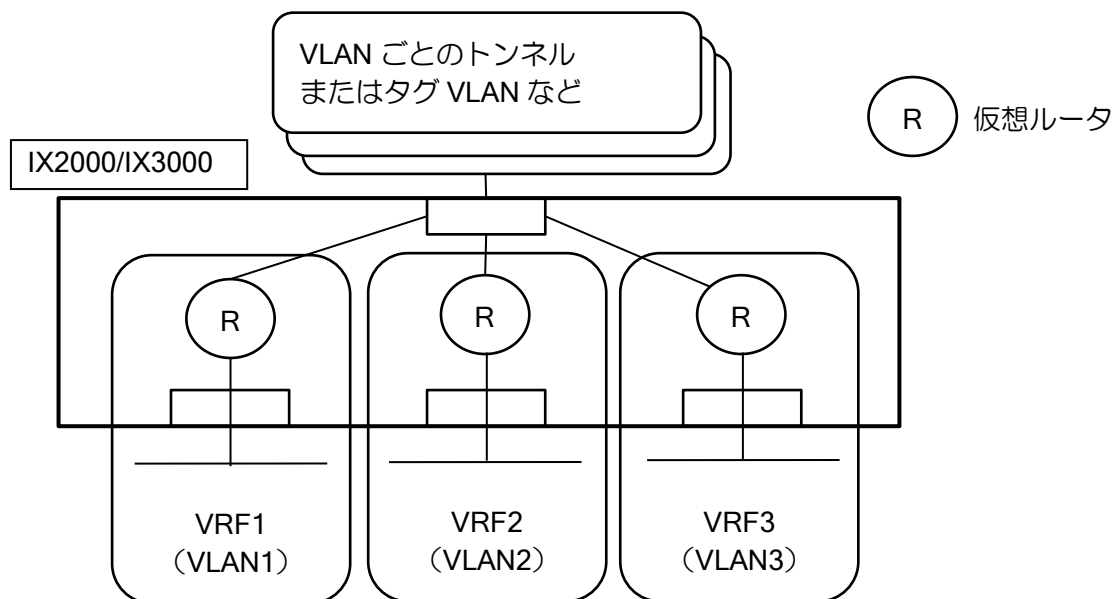 VLAN ごとのトンネル
またはタグ VLAN など
R
仮想ルータ
IX2000/IX3000
R
R
R
VRF1
（VLAN1）
VRF2
（VLAN2）
VRF3
（VLAN3）